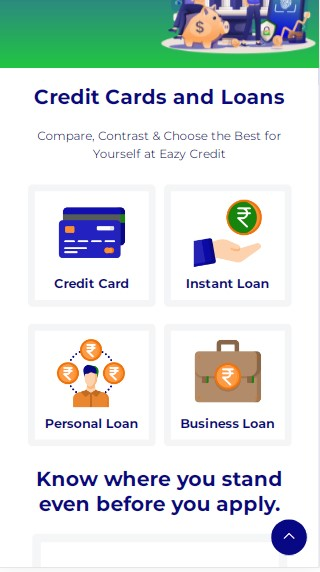 Credit Cards and Loans
Compare, Contrast & Choose the Best for
Yourself at Eazy Credit
Credit Card
Instant Loan
Personal Loan
Business Loan
Know where you stand
even before you apply.